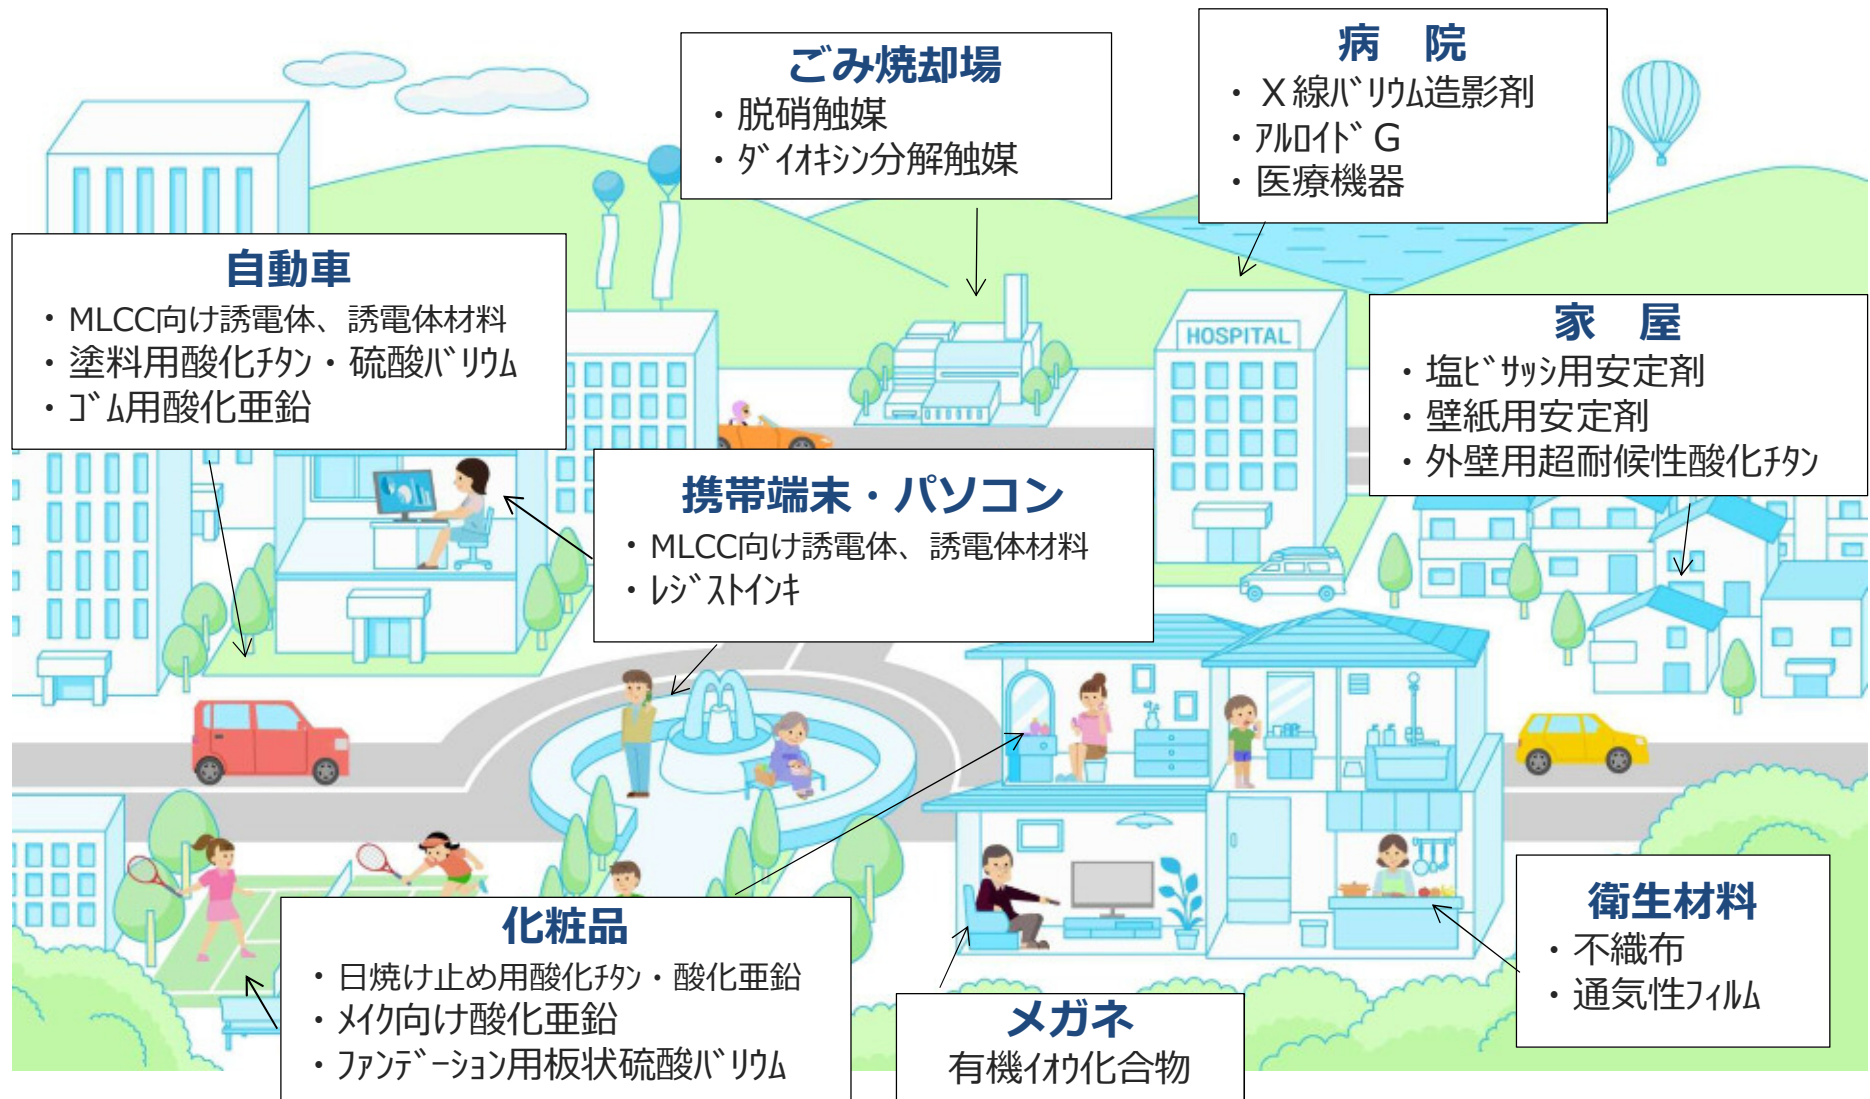 ごみ焼却場
・脱硝触媒
・ダイオキシン分解触媒
病　院
・X線バリウム造影剤
・アルロイドG
・医療機器
自動車
・MLCC向け誘電体、誘電体材料
・塗料用酸化チタン・硫酸バリウム
・ゴム用酸化亜鉛
HOSPITAL
家　屋
・塩ビサッシ用安定剤
・壁紙用安定剤
・外壁用超耐候性酸化チタン
携帯端末・パソコン
・MLCC向け誘電体、誘電体材料
・レジストインキ
化粧品
・日焼け止め用酸化チタン・酸化亜鉛
・メイク向け酸化亜鉛
・ファンデーション用板状硫酸バリウム
メガネ
有機イオウ化合物
衛生材料
・不織布
・通気性フィルム